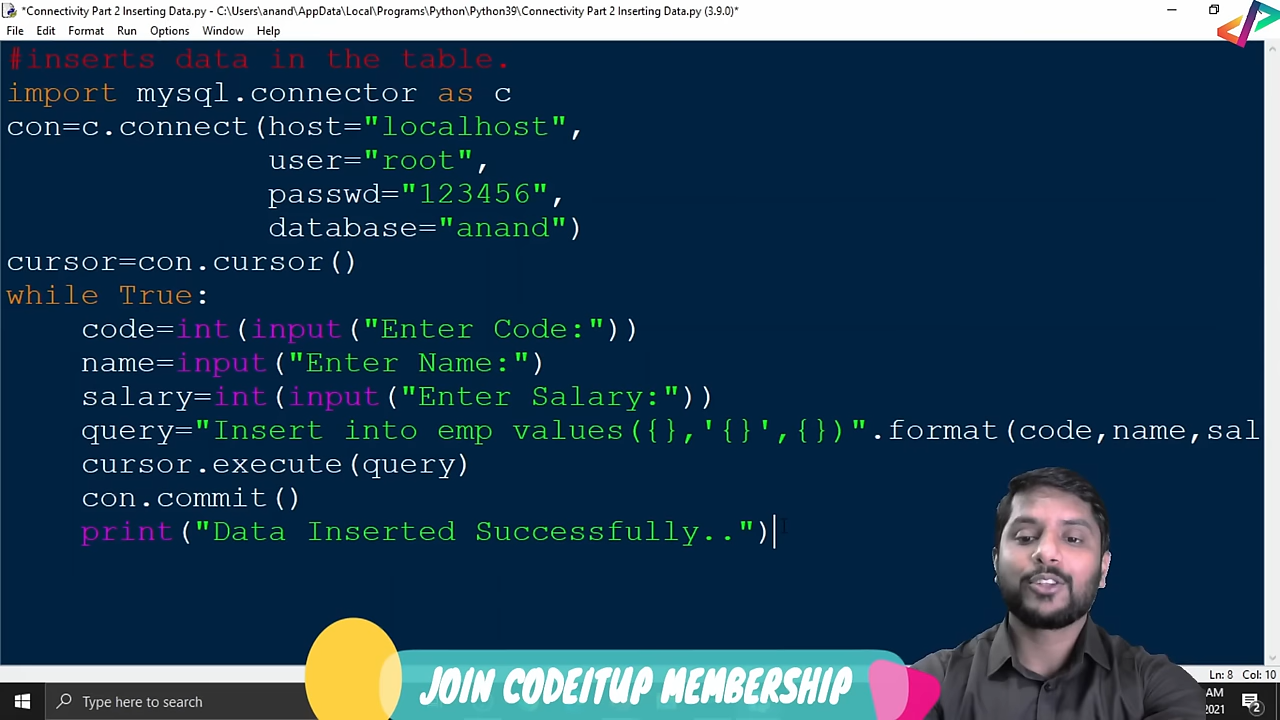 *Connectivity Part 2 Inserting Data.py - C:\Users\anand\AppData\Local\Programs\Python\Python39\Connectivity Part 2 Inserting Data.py (3.9.0)*
File Edit Format Run Options Window Help
#inserts data in the table.
import mysql.connector as c
con=c.connect(host="localhost",
user="root",
passwd="123456",
database="anand")
cursor=con.cursor()
while True:
code=int(input("Enter Code:"))
name=input("Enter Name:")
salary=int(input("Enter Salary:"))
query="Insert into emp values({},'{}',{})".format(code,name,sal
cursor.execute(query)
con.commit()
print("Data Inserted Successfully..")
JOIN CODEITUP MEMBERSHIP
Ln: 8 Col: 10
Type here to search
AM
2021
2